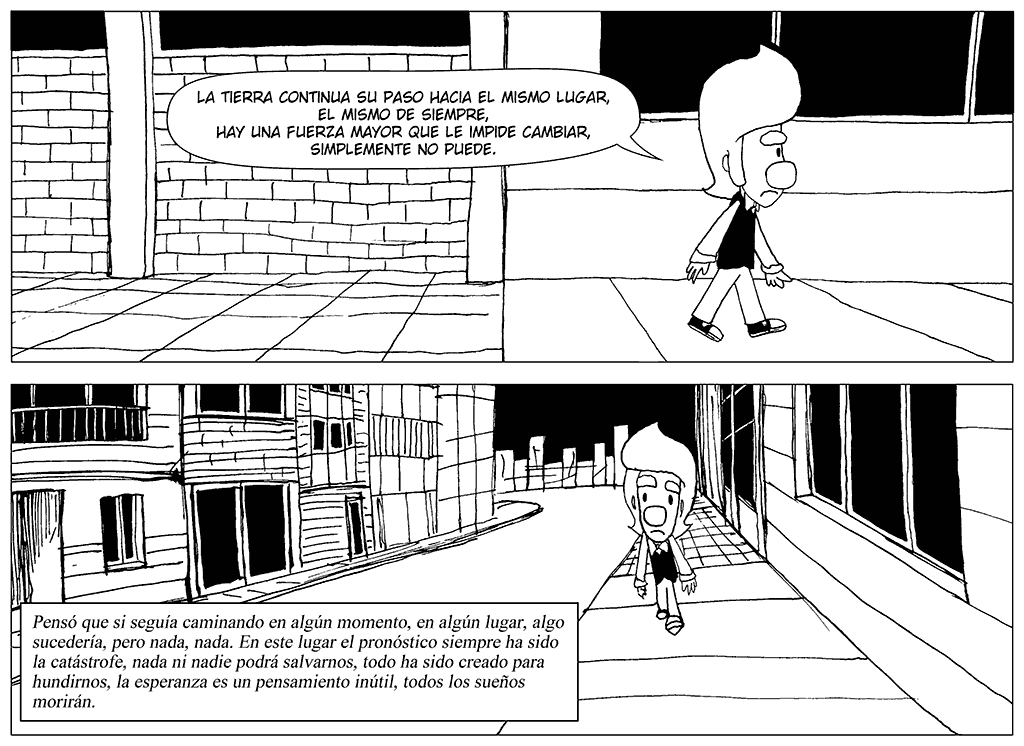 LA TIERRA CONTINUA SU PASO HACIA EL MISMO LUGAR,
EL MISMO DE SIEMPRE,
HAY UNA FUERZA MAYOR QUE LE IMPIDE CAMBIAR,
SIMPLEMENTE NO PUEDE.
Pensó que si seguía caminando en algún momento, en algún lugar, algo
sucedería, pero nada, nada. En este lugar el pronóstico siempre ha sido
la catástrofe, nada ni nadie podrá salvarnos, todo ha sido creado para
hundirnos, la esperanza es un pensamiento inútil, todos los sueños
morirán.